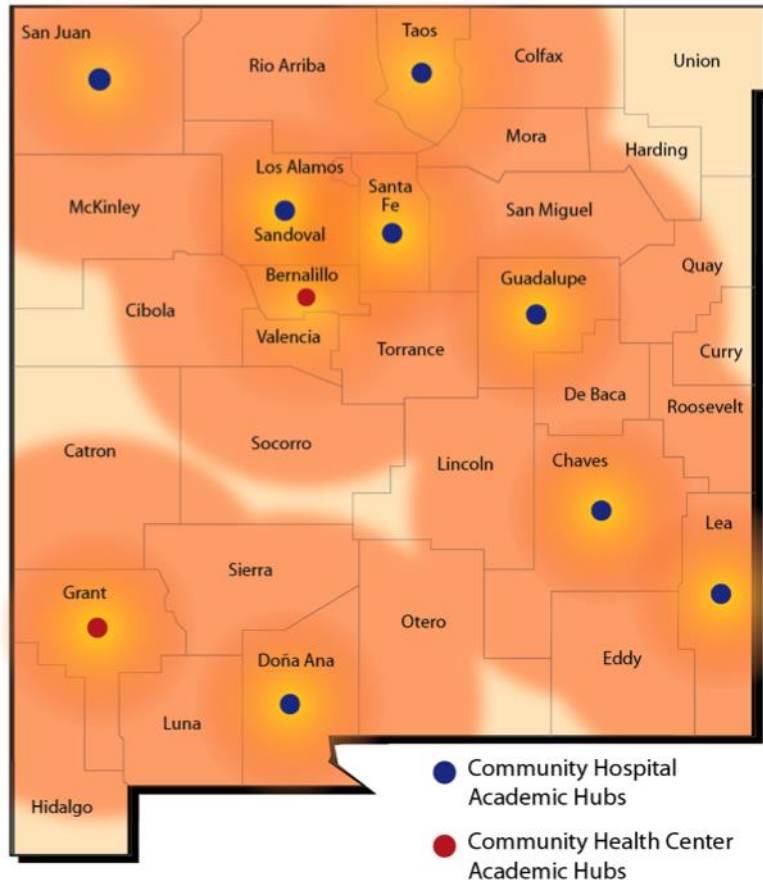 San Juan
Taos
Rio Arriba
Colfax
Union
Mora
Harding
Los Alamos
McKinley
Santa
Fe
San Miguel
Sandoval
Quay
Bernalillo
Guadalupe
Cibola
Valencia
Torrance
Curry
De Baca
Roosevelt
Catron
Socorro
Lincoln
Chaves
Lea
Sierra
Grant
Otero
Doña Ana
Eddy
Luna
Hidalgo
Community Hospital
Academic Hubs
Community Health Center
Academic Hubs